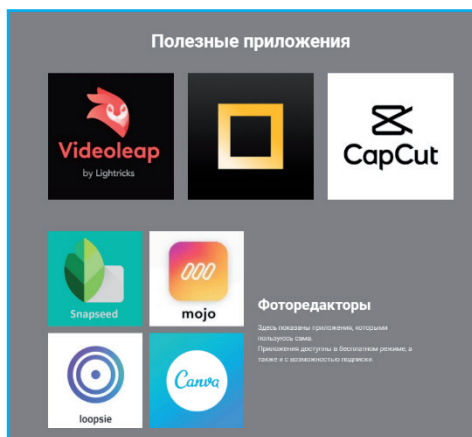 Полезные приложения
Videoleap
by Lightricks
CapCut
Snapseed
mojo
loopsie
Canva
Фоторедакторы
Здесь показаны приложения, которыми
пользуюсь сама.
Приложения доступны в бесплатном режиме, а
также и с возможностью подписки.